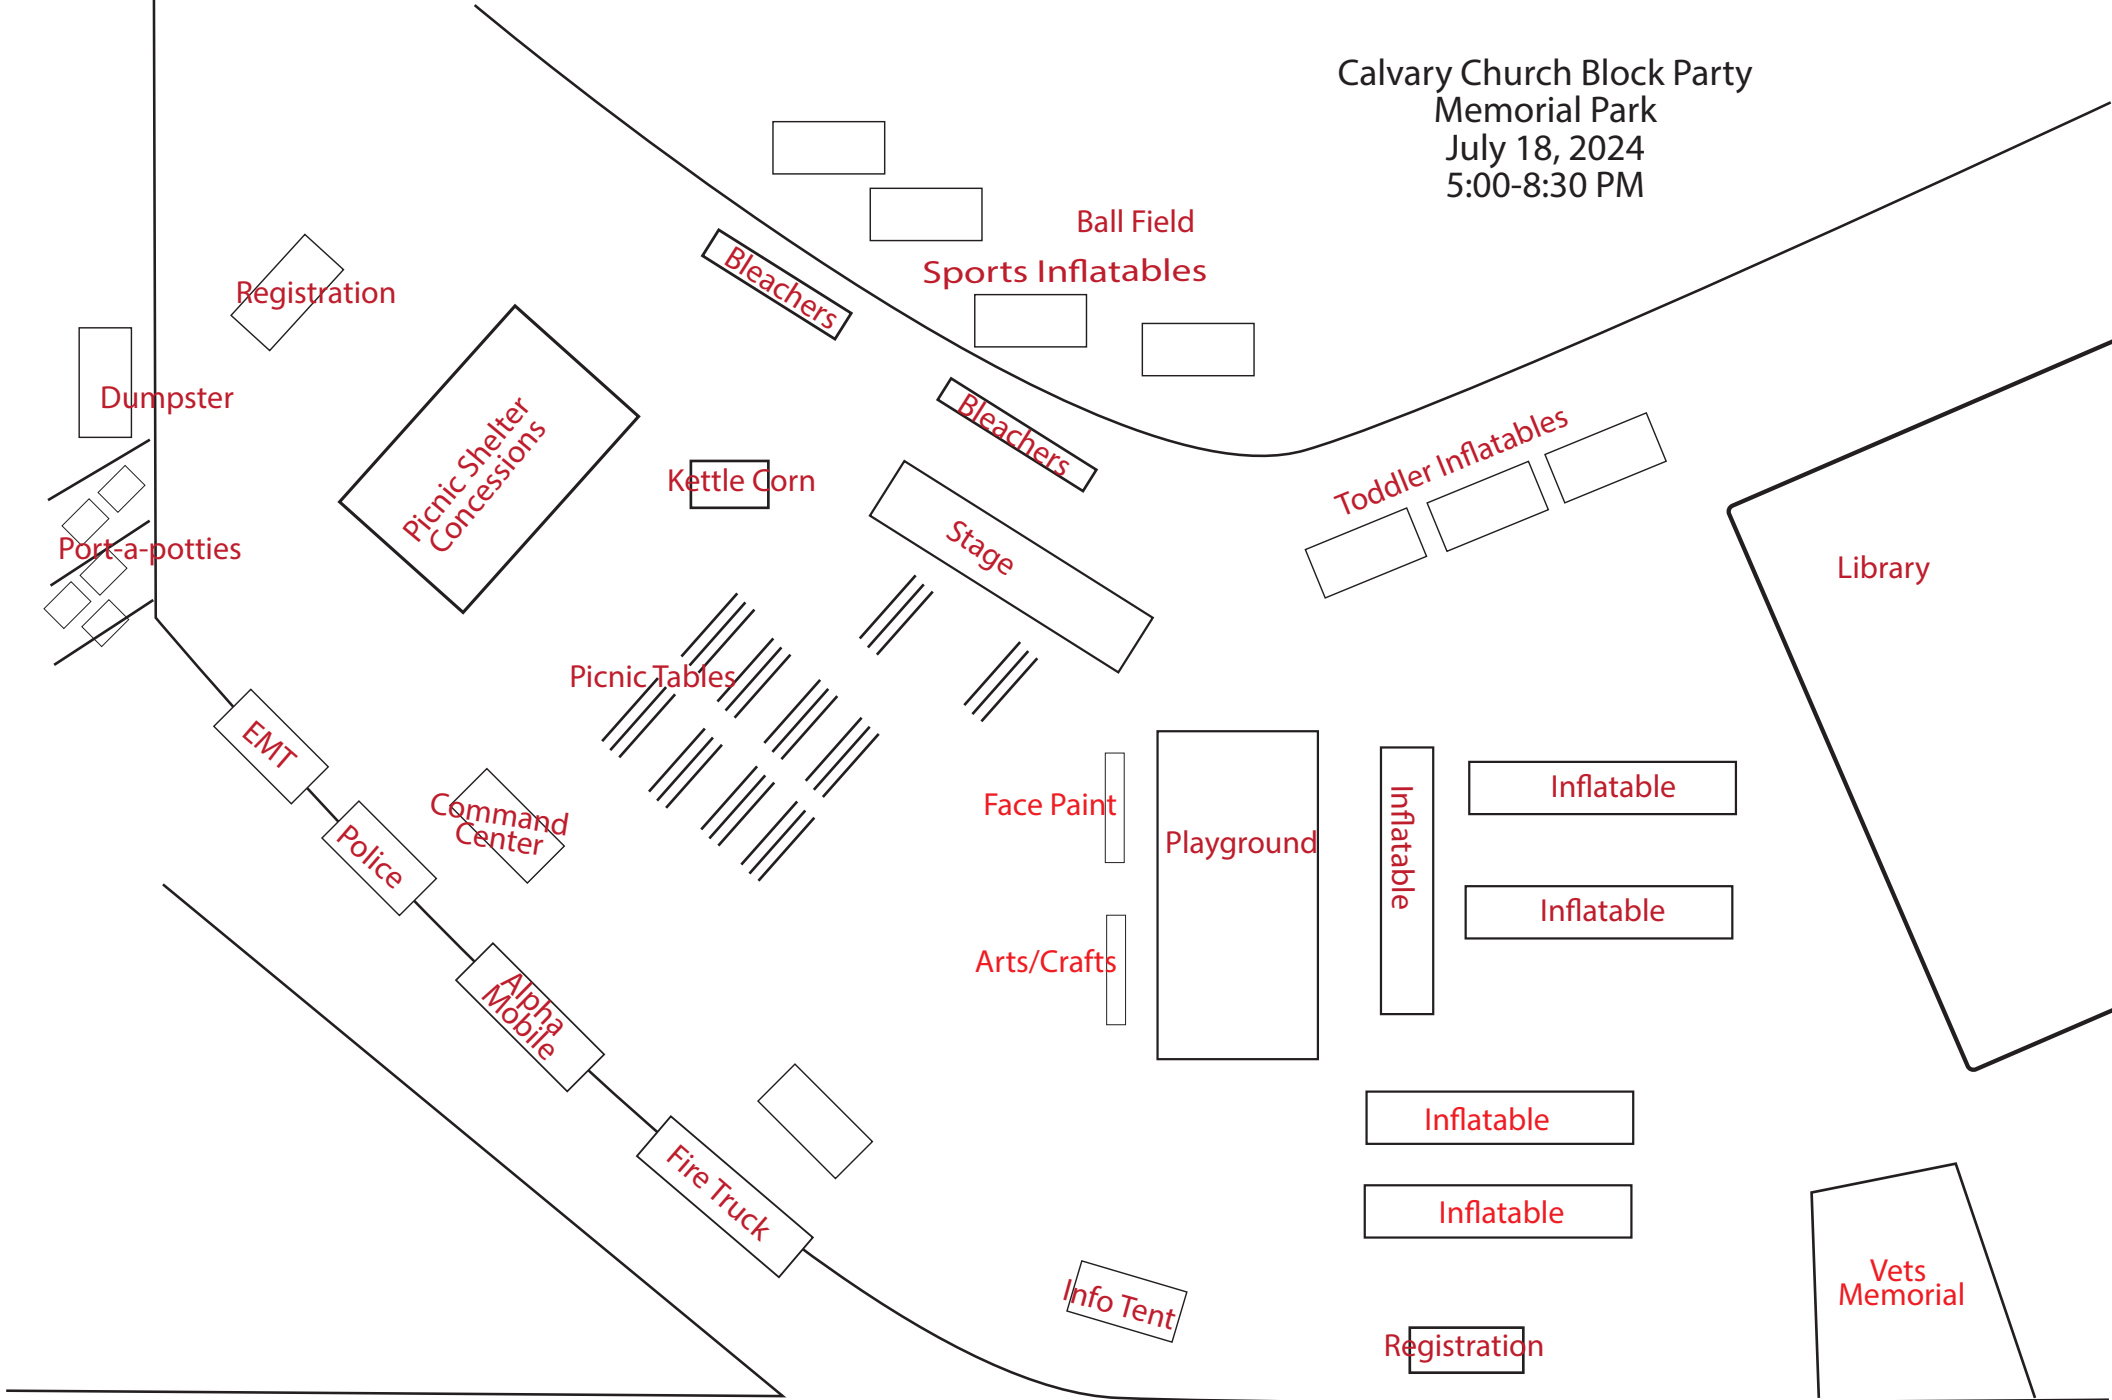 Calvary Church Block Party
Memorial Park
July 18, 2024
5:00-8:30 PM
Ball Field
Sports Inflatables
Bleachers
Registration
Dumpster
Picnic Shelter
Concessions
Kettle Corn
Bleachers
Toddler Inflatables
Stage
Library
Port-a-potties
Picnic Tables
EMT
Command
Center
Police
Face Paint
Playground
Inflatable
Inflatable
Inflatable
Arts/Crafts
Alpha
Mobile
Inflatable
Fire Truck
Inflatable
Info Tent
Vets
Memorial
Registration